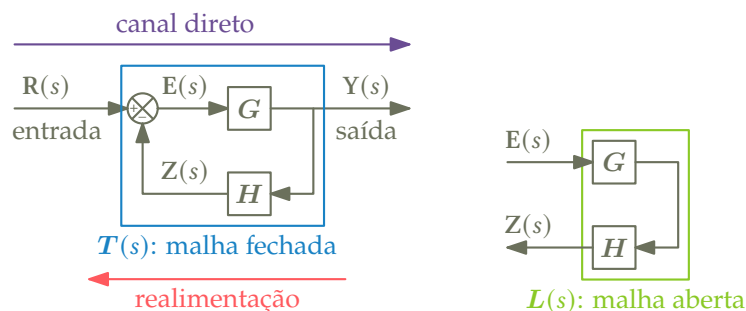 canal direto
R(s)
E(s)
G
Y(s)
entrada
+
−
saída
Z(s)
H
T(s): malha fechada
realimentação
E(s)
G
Z(s)
H
L(s): malha aberta